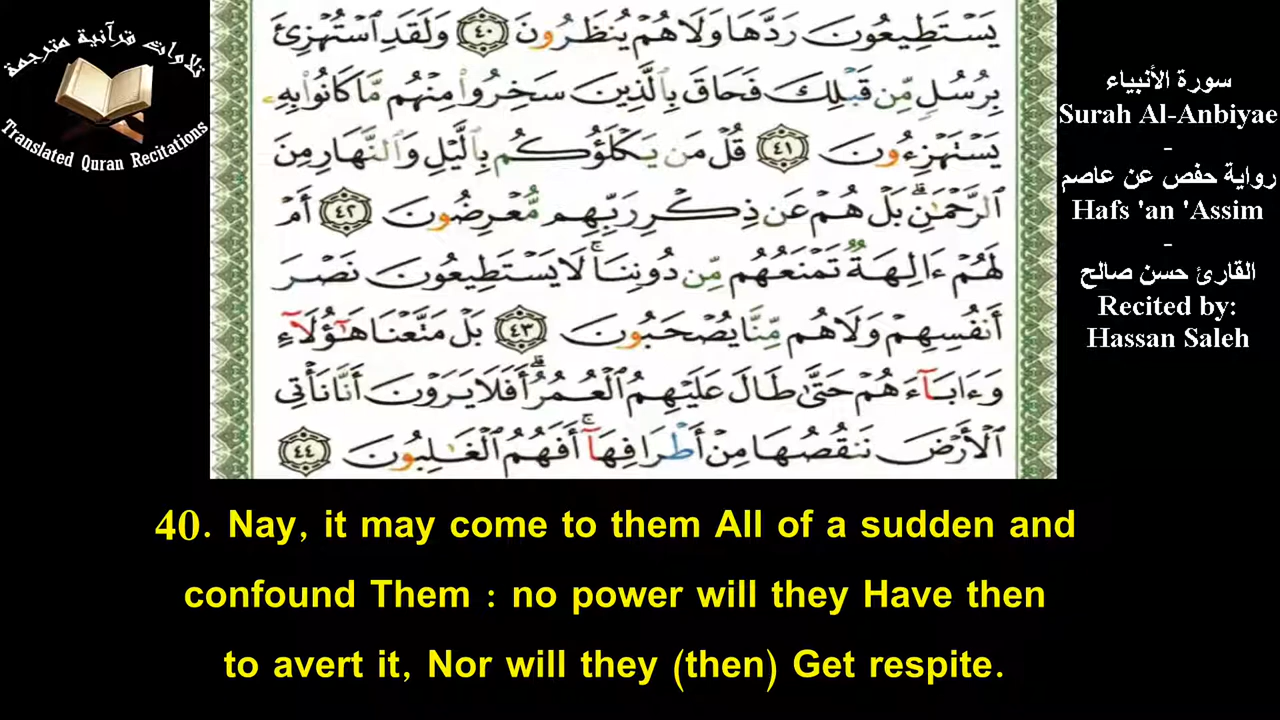 تلاوات قرآنية مترجمة
Translated Quran Recitations
يَسْتَطِيعُونَ رَدَّهَا وَلَا هُمْ يُنظَرُونَ ٤٠ وَلَقَدِ ٱسْتُهْزِئَ
بِرُسُلٍ مِّن قَبْلِكَ فَحَاقَ بِٱلَّذِينَ سَخِرُوا۟ مِنْهُم مَّا كَانُوا۟ بِهِۦ
يَسْتَهْزِءُونَ ٤١ قُلْ مَن يَكْلَؤُكُم بِٱلَّيْلِ وَٱلنَّهَارِ مِنَ
ٱلرَّحْمَٰنِ ۗ بَلْ هُمْ عَن ذِكْرِ رَبِّهِم مُّعْرِضُونَ ٤٢ أَمْ
لَهُمْ ءَالِهَةٌ تَمْنَعُهُم مِّن دُونِنَا ۚ لَا يَسْتَطِيعُونَ نَصْرَ
أَنفُسِهِمْ وَلَا هُم مِّنَّا يُصْحَبُونَ ٤٣ بَلْ مَتَّعْنَا هَٰٓؤُلَآءِ
وَءَابَآءَهُمْ حَتَّىٰ طَالَ عَلَيْهِمُ ٱلْعُمُرُ ۗ أَفَلَا يَرَوْنَ أَنَّا نَأْتِى
ٱلْأَرْضَ نَنقُصُهَا مِنْ أَطْرَافِهَآ ۚ أَفَهُمُ ٱلْغَٰلِبُونَ ٤٤
سورة الأنبياء
Surah Al-Anbiyae
-
رواية حفص عن عاصم
Hafs 'an 'Assim
-
القارئ حسن صالح
Recited by:
Hassan Saleh
40. Nay, it may come to them All of a sudden and
confound Them : no power will they Have then
to avert it, Nor will they (then) Get respite.